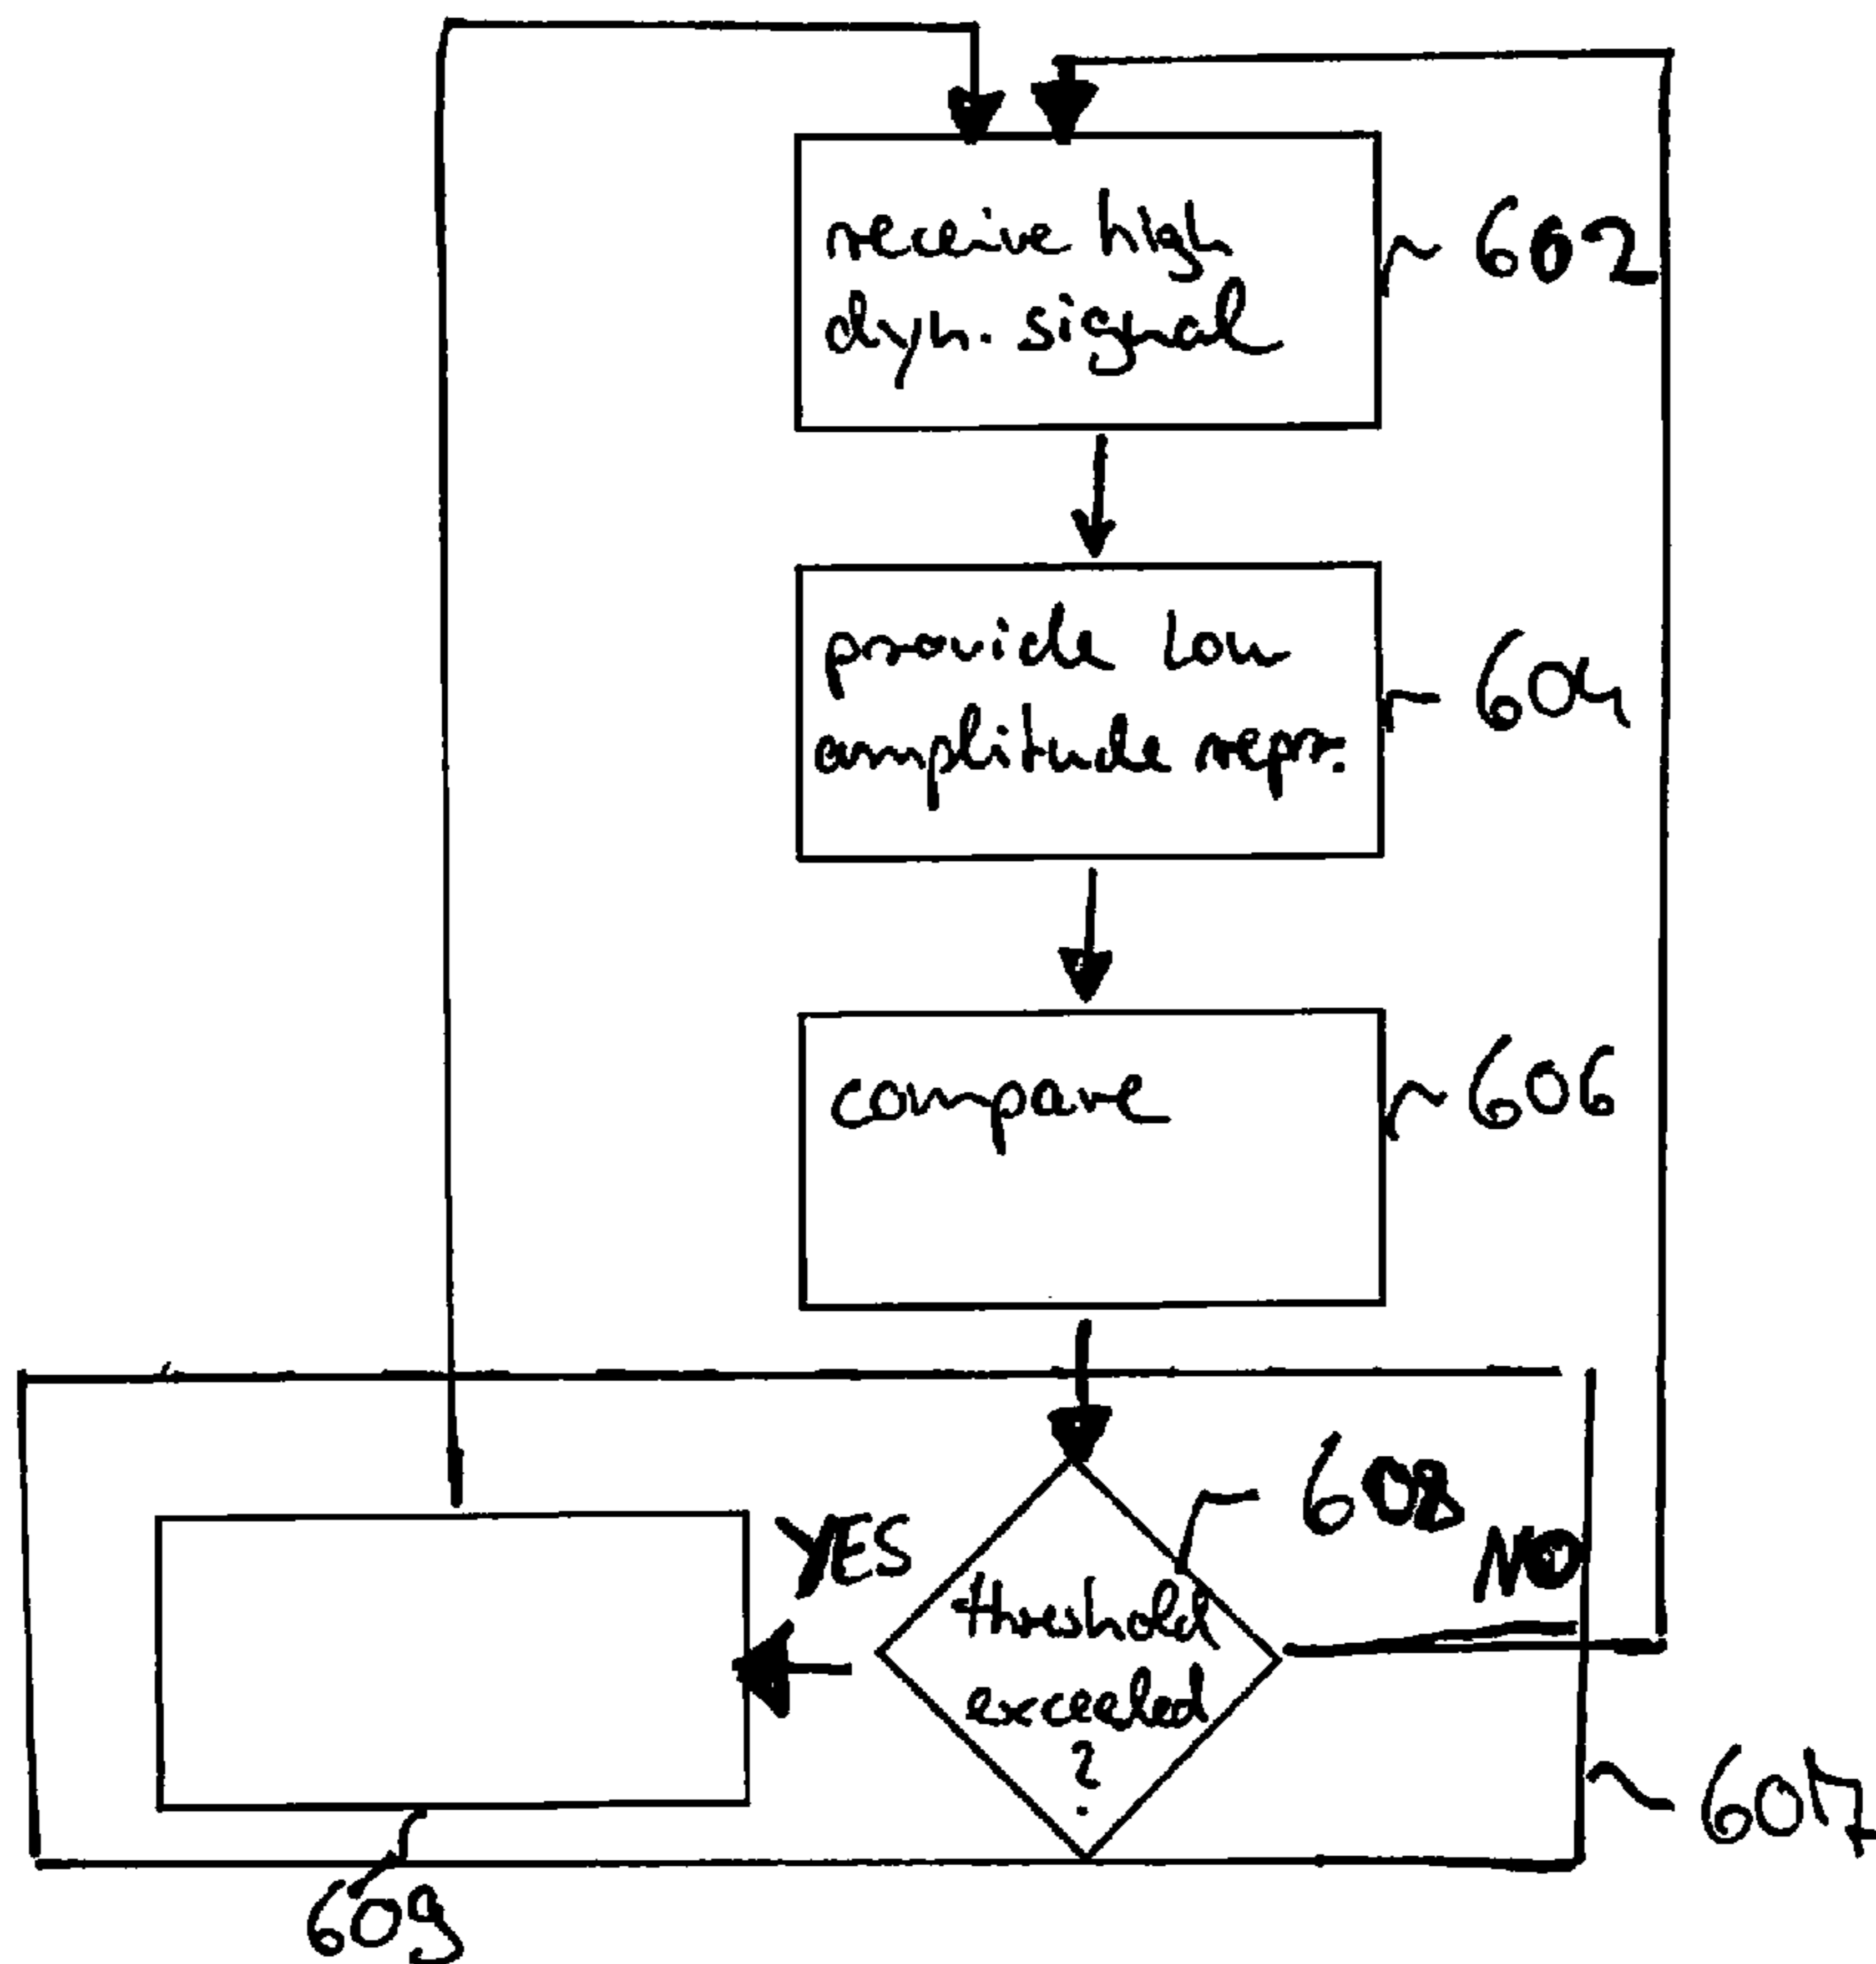 receive high
602
dyn. signal
provide low
604
amplitude repr.
compare
606
608
YES
NO
threshold
exceeded
?
607
609